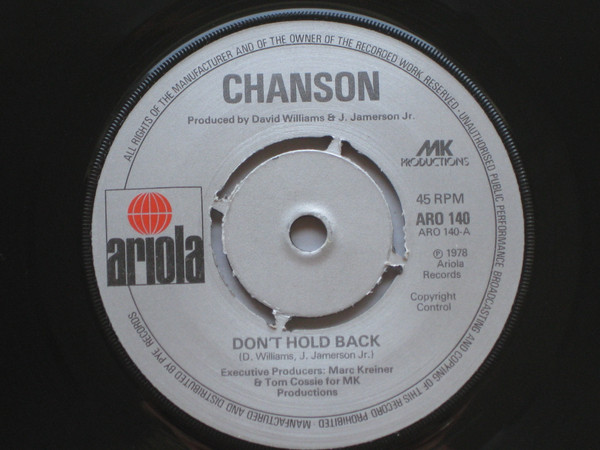 ALL RIGHTS OF THE MANUFACTURER AND OF THE OWNER OF THE RECORDED WORK RESERVED · UNAUTHORISED PUBLIC PERFORMANCE BROADCASTING AND COPYING OF THIS RECORD PROHIBITED · MANFACTURED AND DISTRIBUTED BY PYE RECORDS
CHANSON
Produced by David Williams & J. Jamerson Jr.
MK
PRODUCTIONS
45 RPM
ARO 140
ARO 140-A
ariola
℗ 1978
Ariola
Records
Copyright
Control
DON'T HOLD BACK
(D. Williams, J. Jamerson Jr.)
Executive Producers: Marc Kreiner
& Tom Cossie for MK
Productions